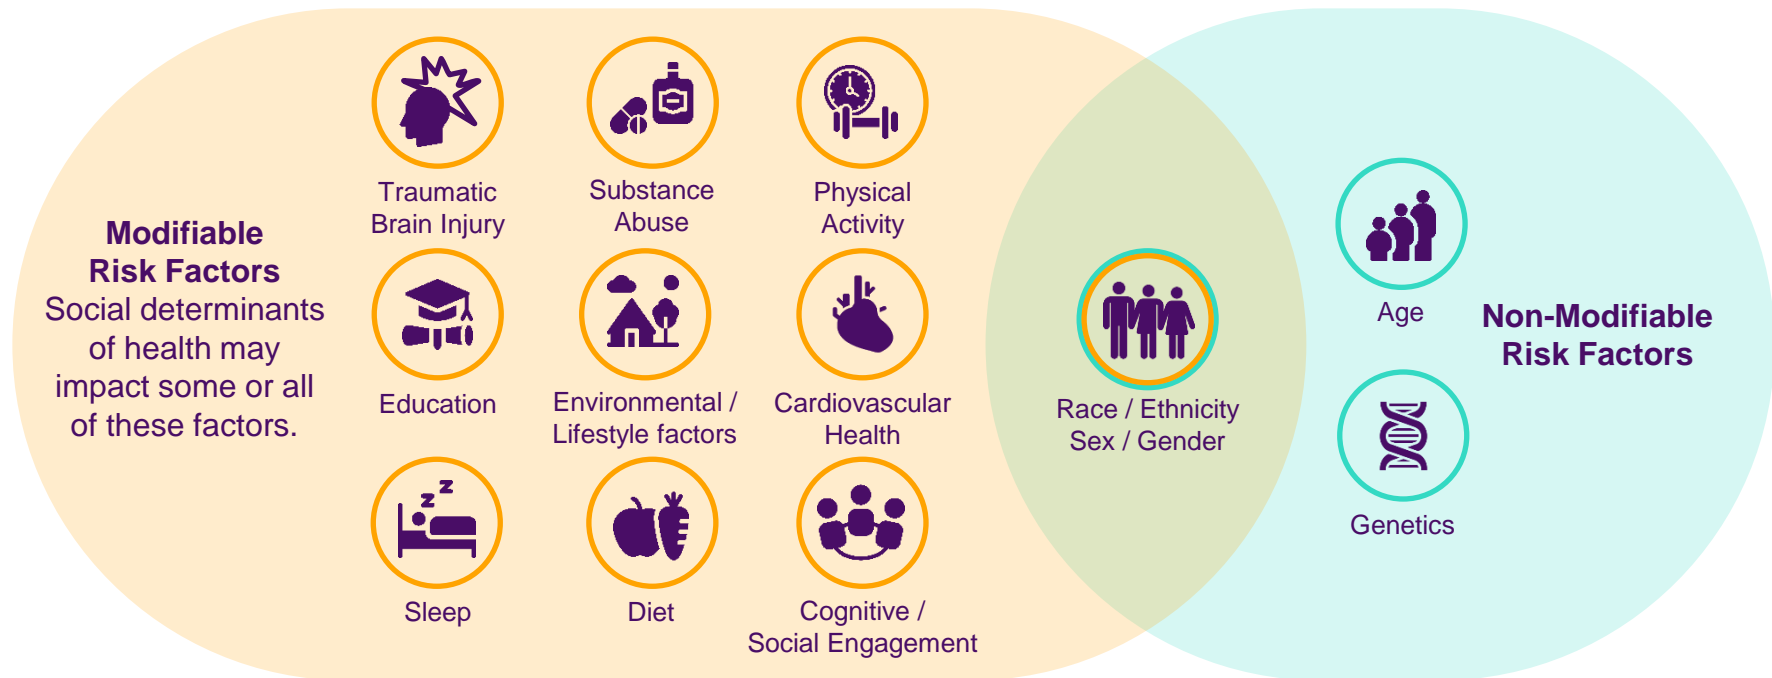 Modifiable
Risk Factors
Social determinants
of health may
impact some or all
of these factors.
Traumatic
Brain Injury
Substance
Abuse
Physical
Activity
Education
Environmental /
Lifestyle factors
Cardiovascular
Health
Sleep
Diet
Cognitive /
Social Engagement
Race / Ethnicity
Sex / Gender
Age
Genetics
Non-Modifiable
Risk Factors